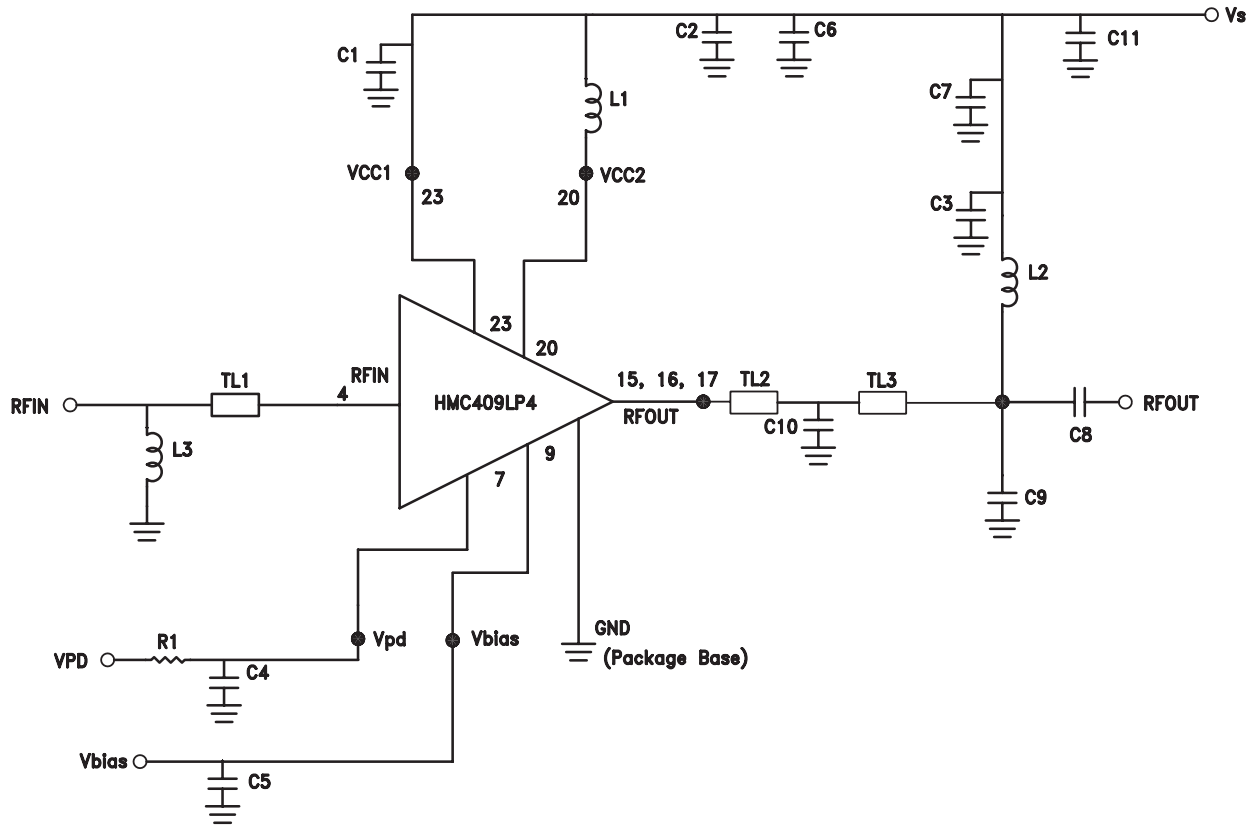 Vs
C1
C2
C6
C11
L1
C7
VCC1
23
20
VCC2
C3
L2
23
20
RFIN
TL1
4
RFIN
HMC409LP4
15, 16, 17
RFOUT
TL2
TL3
C10
C8
RFOUT
L3
9
7
C9
VPD
R1
C4
Vpd
Vbias
GND
(Package Base)
Vbias
C5